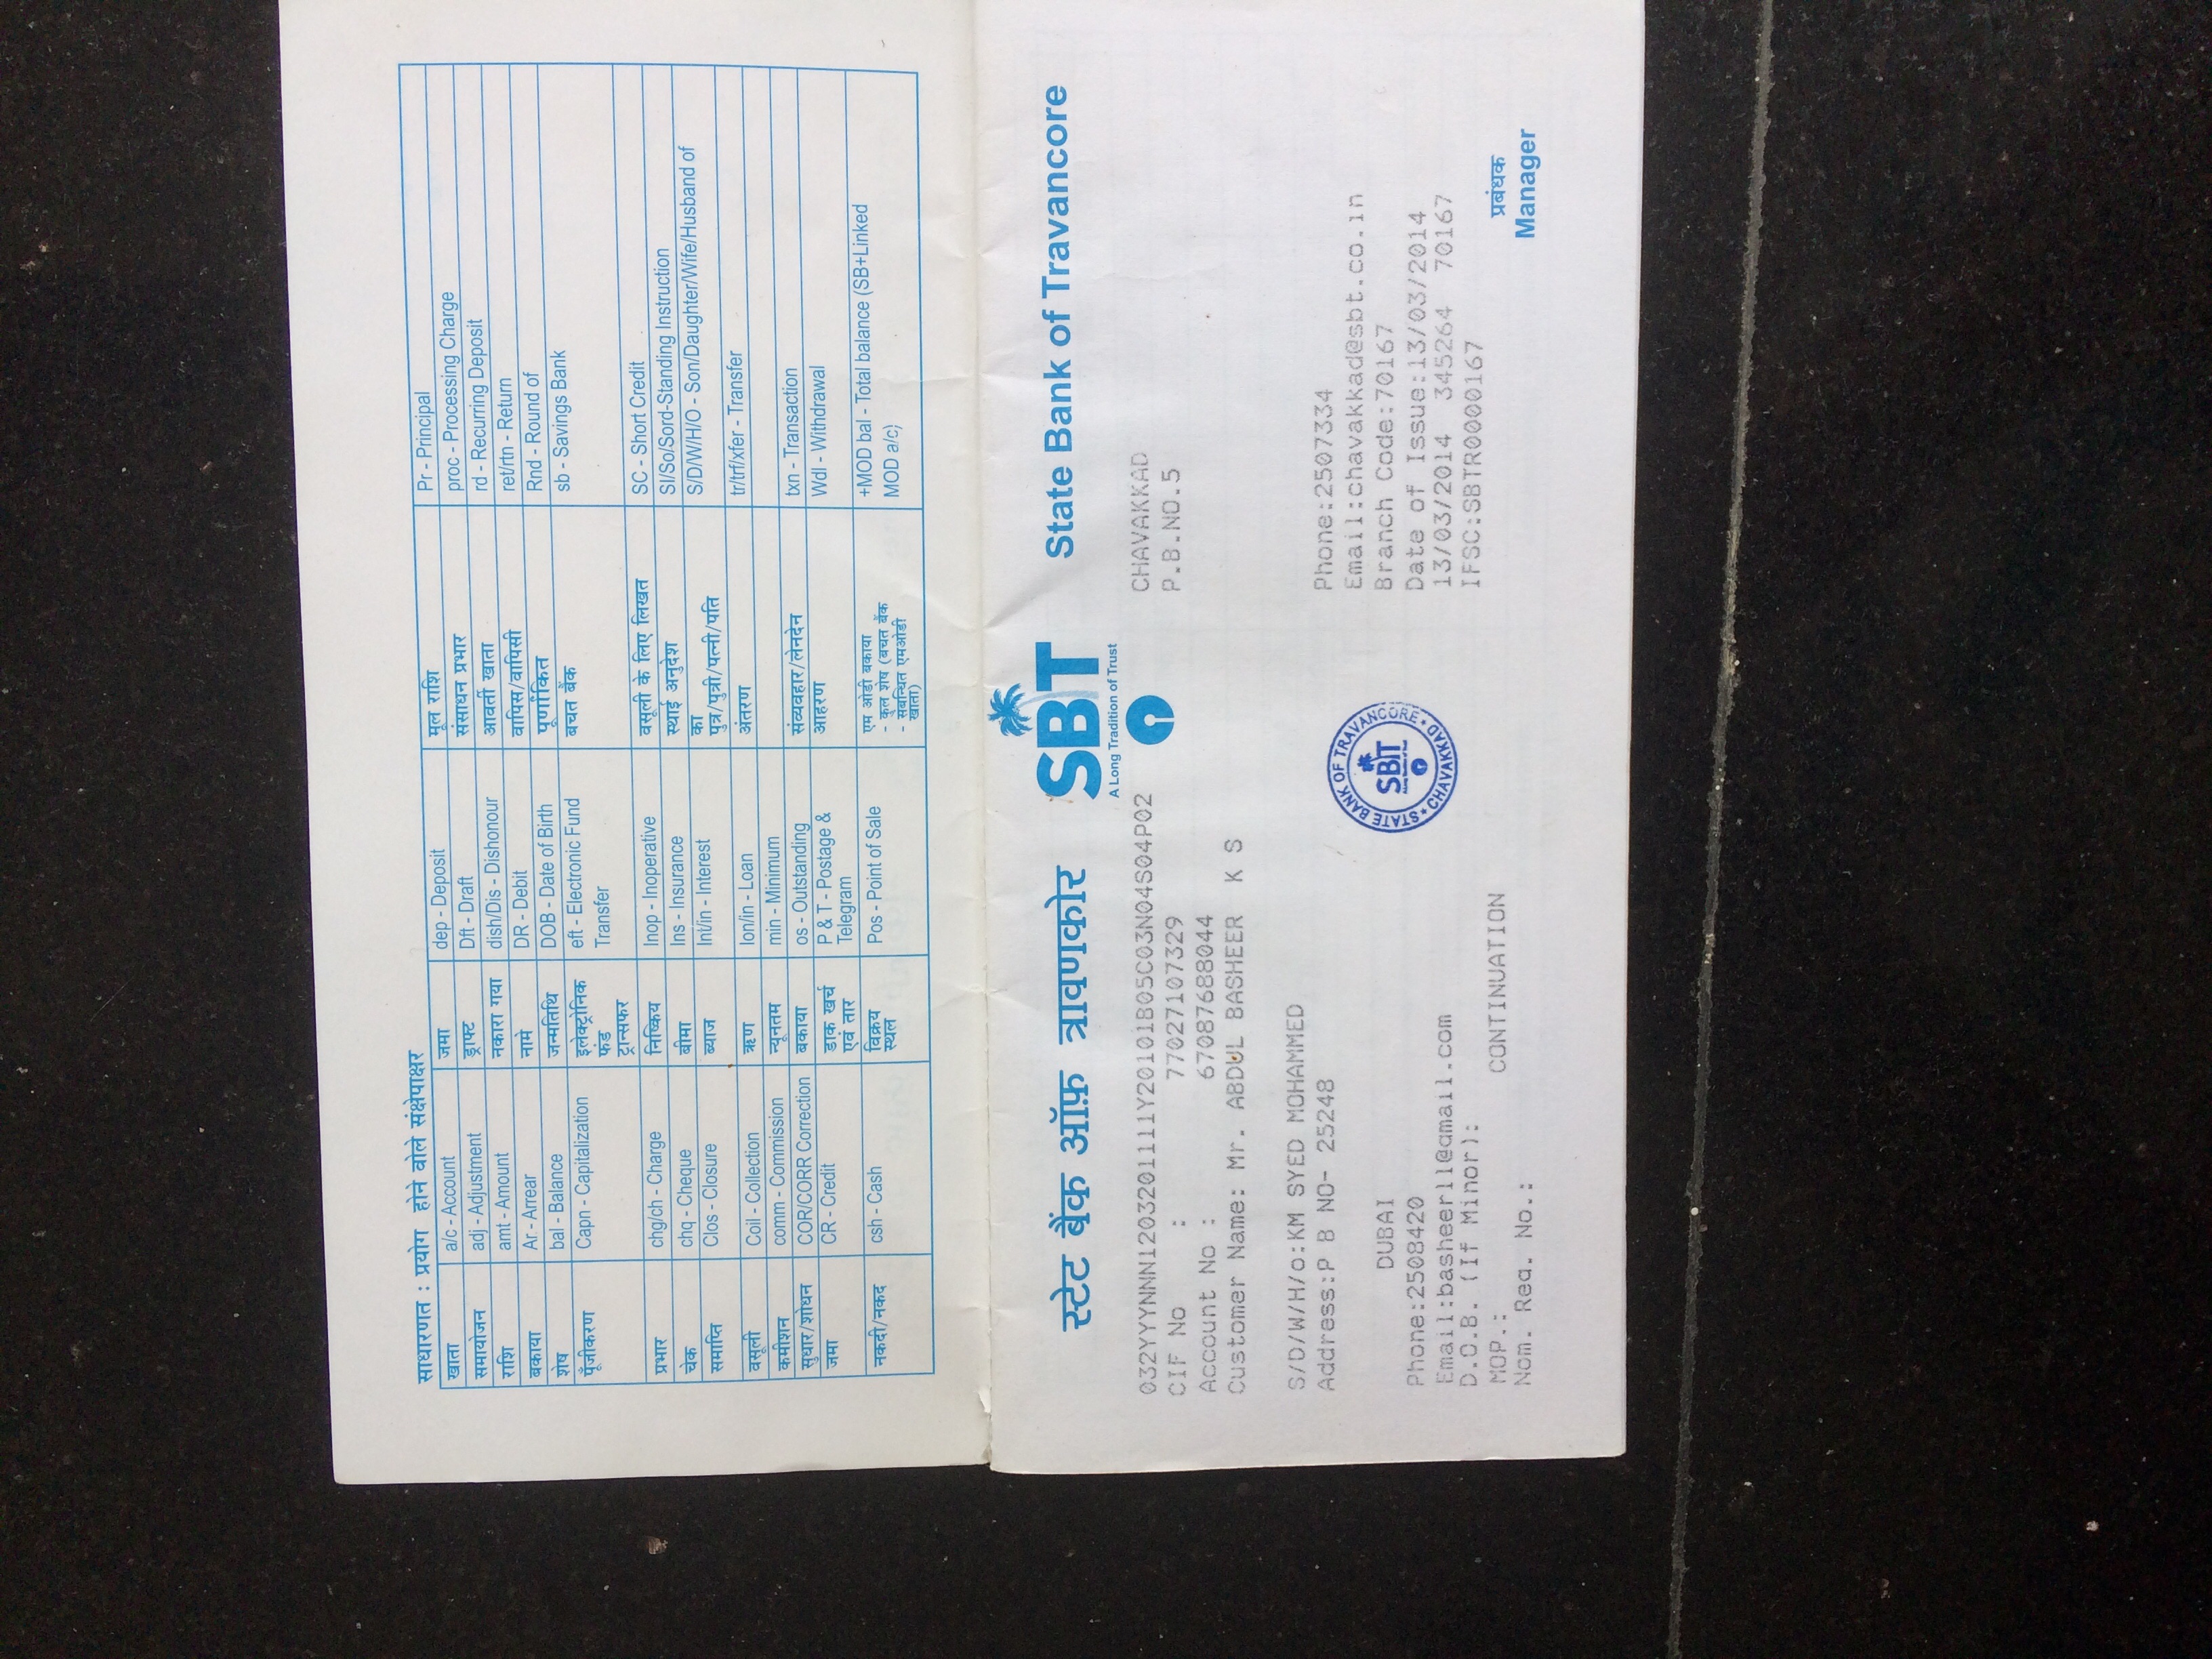 साधारणत : प्रयोग होने वोले संक्षेपाक्षर
खाता a/c - Account जमा dep - Deposit मूल राशि Pr - Principal
समायोजन adj - Adjustment ड्राफ्ट Dft - Draft संसाधन प्रभार proc - Processing Charge
राशि amt - Amount नकारा गया dish/Dis - Dishonour आवर्ती खाता rd - Recurring Deposit
बकाया Ar - Arrear नामे DR - Debit वापिस/वापिसी ret/rtn - Return
शेष bal - Balance जन्मतिथि DOB - Date of Birth पूर्णांकित Rnd - Round of
पूँजीकरण Capn - Capitalization इलेक्ट्रोनिक eft - Electronic Fund बचत बैंक sb - Savings Bank
फंड Transfer
ट्रान्सफर
प्रभार chg/ch - Charge निष्किय Inop - Inoperative वसूली के लिए लिखत SC - Short Credit
चेक chq - Cheque बीमा Ins - Insurance स्थाई अनुदेश SI/So/Sord-Standing Instruction
समाप्ति Clos - Closure ब्याज Int/in - Interest का S/D/W/H/O - Son/Daughter/Wife/Husband of
पुत्र/पुत्री/पत्नी/पति
वसूली Coil - Collection ऋण Ion/in - Loan अंतरण tr/trf/xfer - Transfer
कमीशन comm - Commission न्यूनतम min - Minimum
सुधार/शोधन COR/CORR Correction बकाया os - Outstanding संव्यवहार/लेनदेन txn - Transaction
जमा CR - Credit डाक खर्च P & T - Postage & आहरण Wdl - Withdrawal
एवं तार Telegram
नकदी/नकद csh - Cash विक्रय Pos - Point of Sale एम ओडी बकाया +MOD bal - Total balance (SB+Linked
स्थल - कुल शेष (बचत बैंक MOD a/c)
- संबन्धित एमओडी
खाता)
स्टेट बैंक ऑफ़ त्रावणकोर SBT State Bank of Travancore
A Long Tradition of Trust
032YYYNNN1203201111Y20101B05C03N04S04P02 CHAVAKKAD
CIF No : 77027107329 P.B.NO.5
Account No : 67087688044
Customer Name: Mr. ABDUL BASHEER K S
S/D/W/H/o:KM SYED MOHAMMED
Address:P B NO- 25248 Phone:2507334
Email:chavakkad@sbt.co.in
DUBAI Branch Code:70167
Phone:2508420 Date of Issue:13/03/2014
Email:basheerll@gmail.com 13/03/2014 345264 70167
D.O.B. (If Minor): IFSC:SBTR0000167
MOP.: CONTINUATION प्रबंधक
Nom. Reg. No.: Manager
STATE BANK OF TRAVANCORE
SBT
CHAVAKKAD